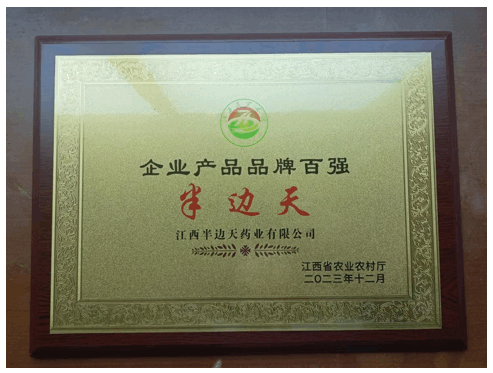 企业产品品牌百强
半边天
江西半边天药业有限公司
江西省农业农村厅
二〇二三年十二月